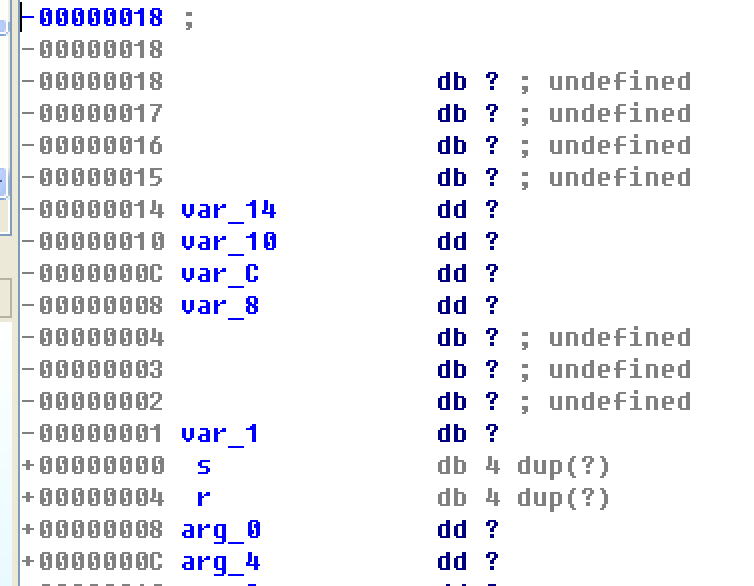 -00000018 ;
-00000018
-00000018 db ? ; undefined
-00000017 db ? ; undefined
-00000016 db ? ; undefined
-00000015 db ? ; undefined
-00000014 var_14 dd ?
-00000010 var_10 dd ?
-0000000C var_C dd ?
-00000008 var_8 dd ?
-00000004 db ? ; undefined
-00000003 db ? ; undefined
-00000002 db ? ; undefined
-00000001 var_1 db ?
+00000000 s db 4 dup(?)
+00000004 r db 4 dup(?)
+00000008 arg_0 dd ?
+0000000C arg_4 dd ?